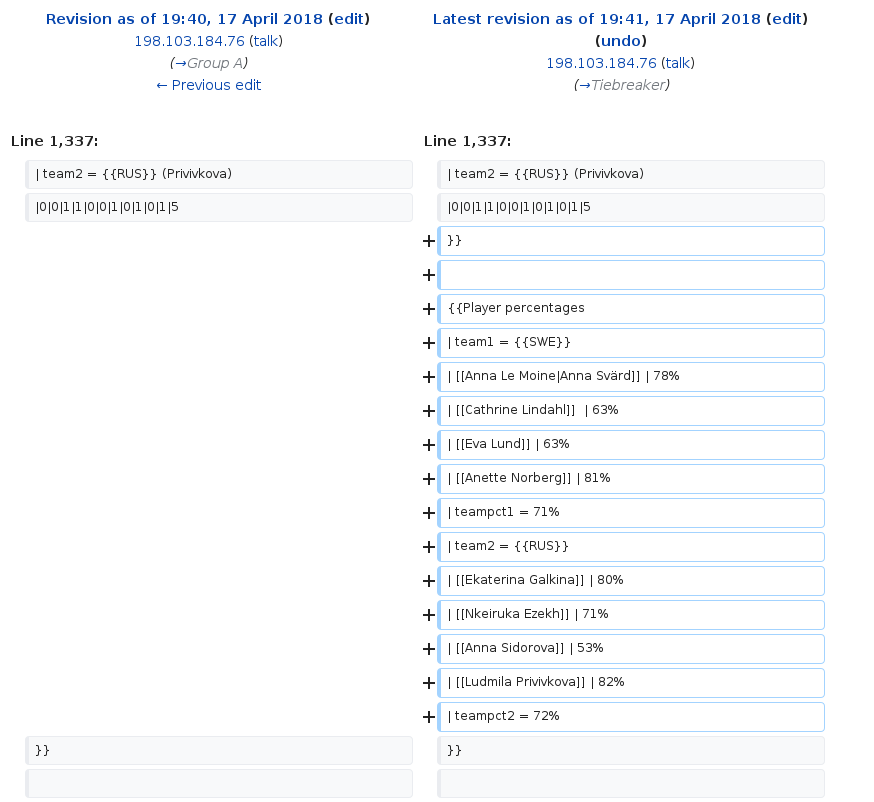 Revision as of 19:40, 17 April 2018 (edit)
198.103.184.76 (talk)
(→Group A)
← Previous edit
Latest revision as of 19:41, 17 April 2018 (edit)
(undo)
198.103.184.76 (talk)
(→Tiebreaker)
Line 1,337:
Line 1,337:
| team2 = {{RUS}} (Privivkova)
| team2 = {{RUS}} (Privivkova)
|0|0|1|1|0|0|1|0|1|0|1|5
|0|0|1|1|0|0|1|0|1|0|1|5
+ }}
+
+ {{Player percentages
+ | team1 = {{SWE}}
+ | [[Anna Le Moine|Anna Svärd]] | 78%
+ | [[Cathrine Lindahl]]  | 63%
+ | [[Eva Lund]] | 63%
+ | [[Anette Norberg]] | 81%
+ | teampct1 = 71%
+ | team2 = {{RUS}}
+ | [[Ekaterina Galkina]] | 80%
+ | [[Nkeiruka Ezekh]] | 71%
+ | [[Anna Sidorova]] | 53%
+ | [[Ludmila Privivkova]] | 82%
+ | teampct2 = 72%
}}
}}